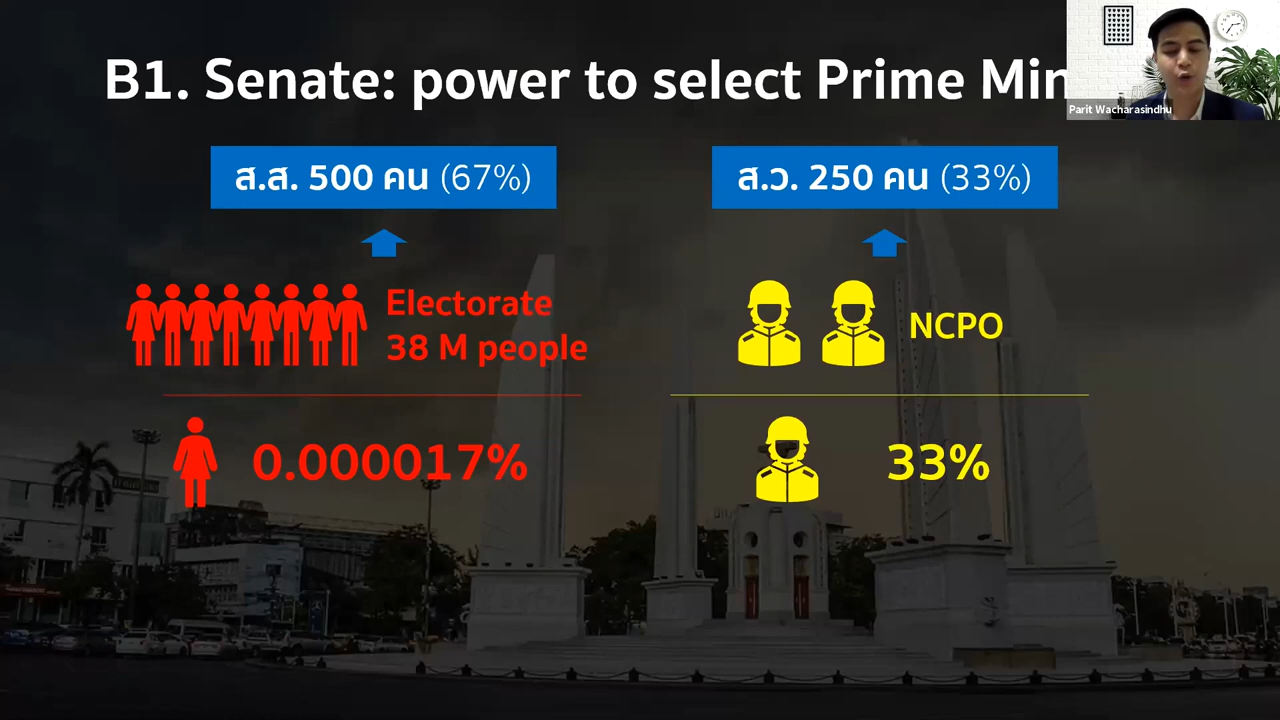 B1. Senate: power to select Prime Min
Parit Wacharasindhu
ส.ส. 500 คน (67%)
ส.ว. 250 คน (33%)
Electorate
38 M people
NCPO
0.000017%
33%